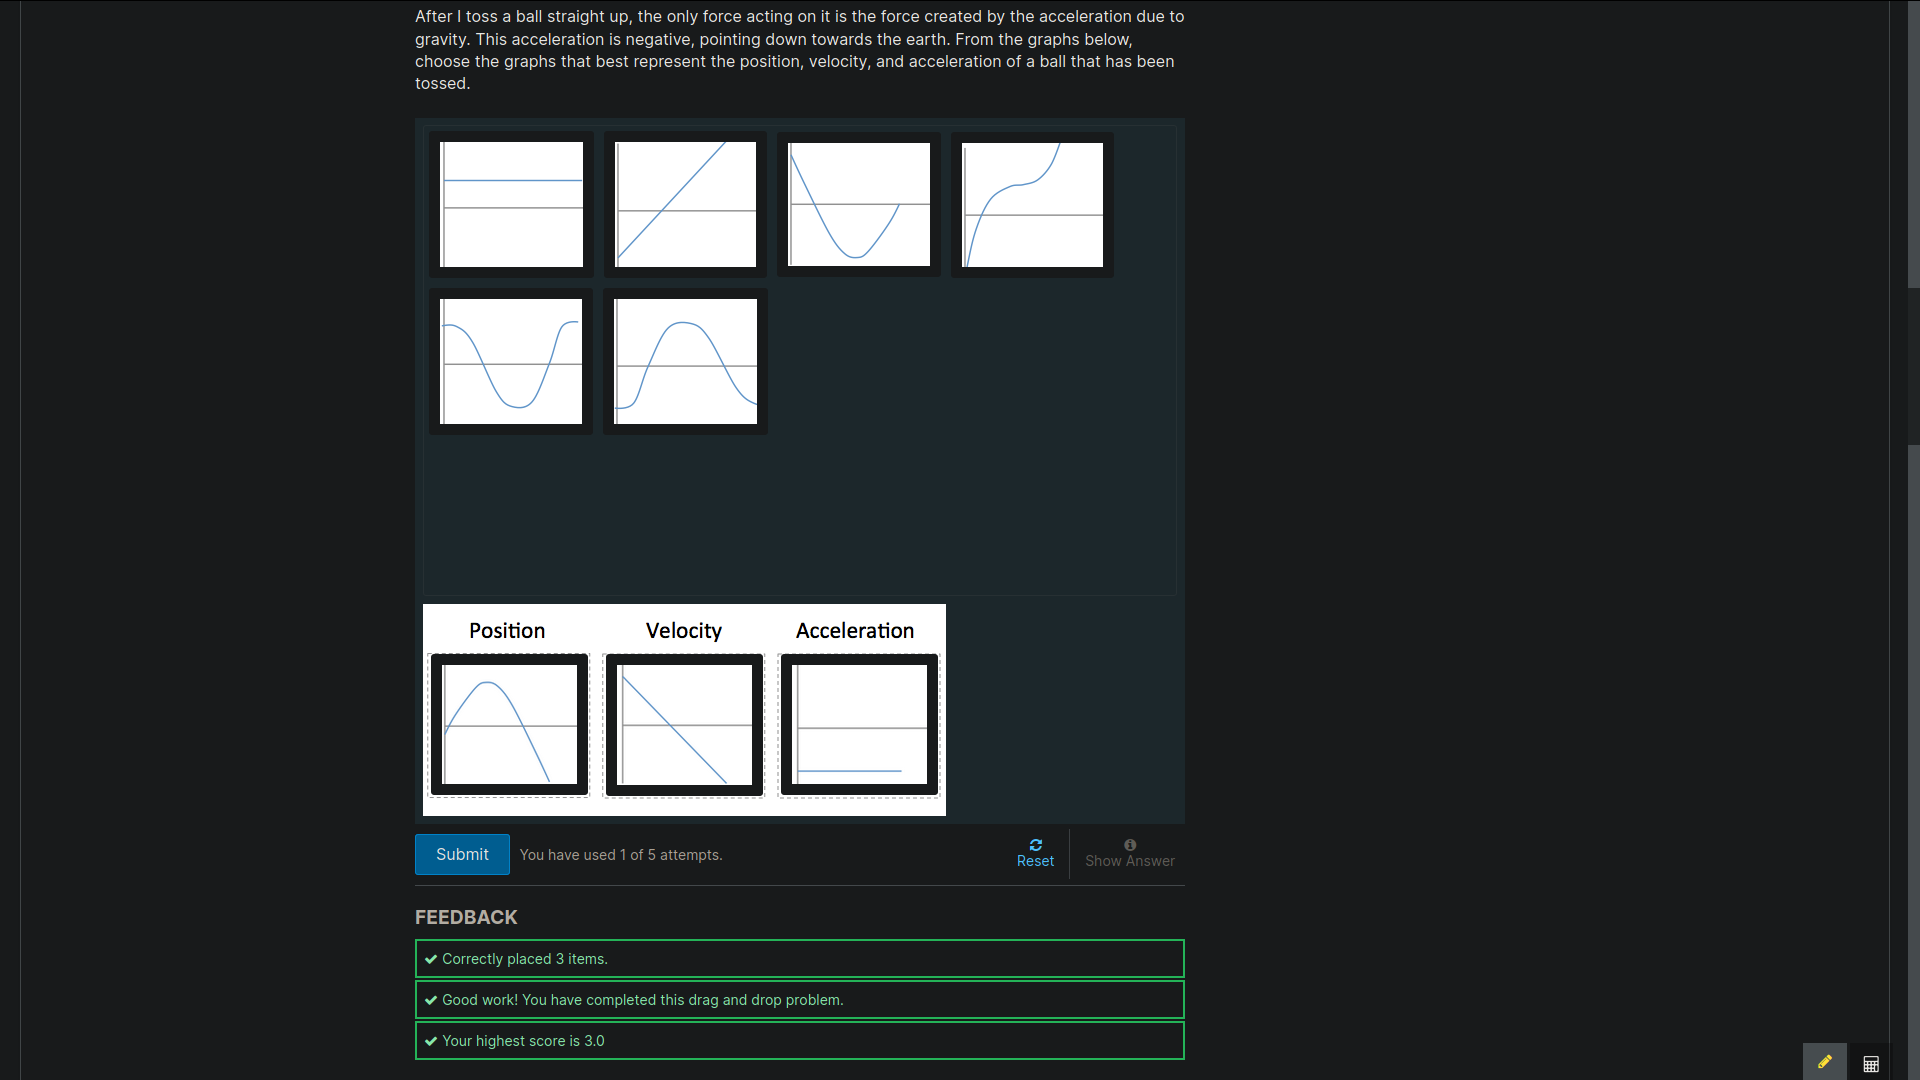 After I toss a ball straight up, the only force acting on it is the force created by the acceleration due to
gravity. This acceleration is negative, pointing down towards the earth. From the graphs below,
choose the graphs that best represent the position, velocity, and acceleration of a ball that has been
tossed.
Position Velocity Acceleration
Submit You have used 1 of 5 attempts. Reset Show Answer
FEEDBACK
Correctly placed 3 items.
Good work! You have completed this drag and drop problem.
Your highest score is 3.0